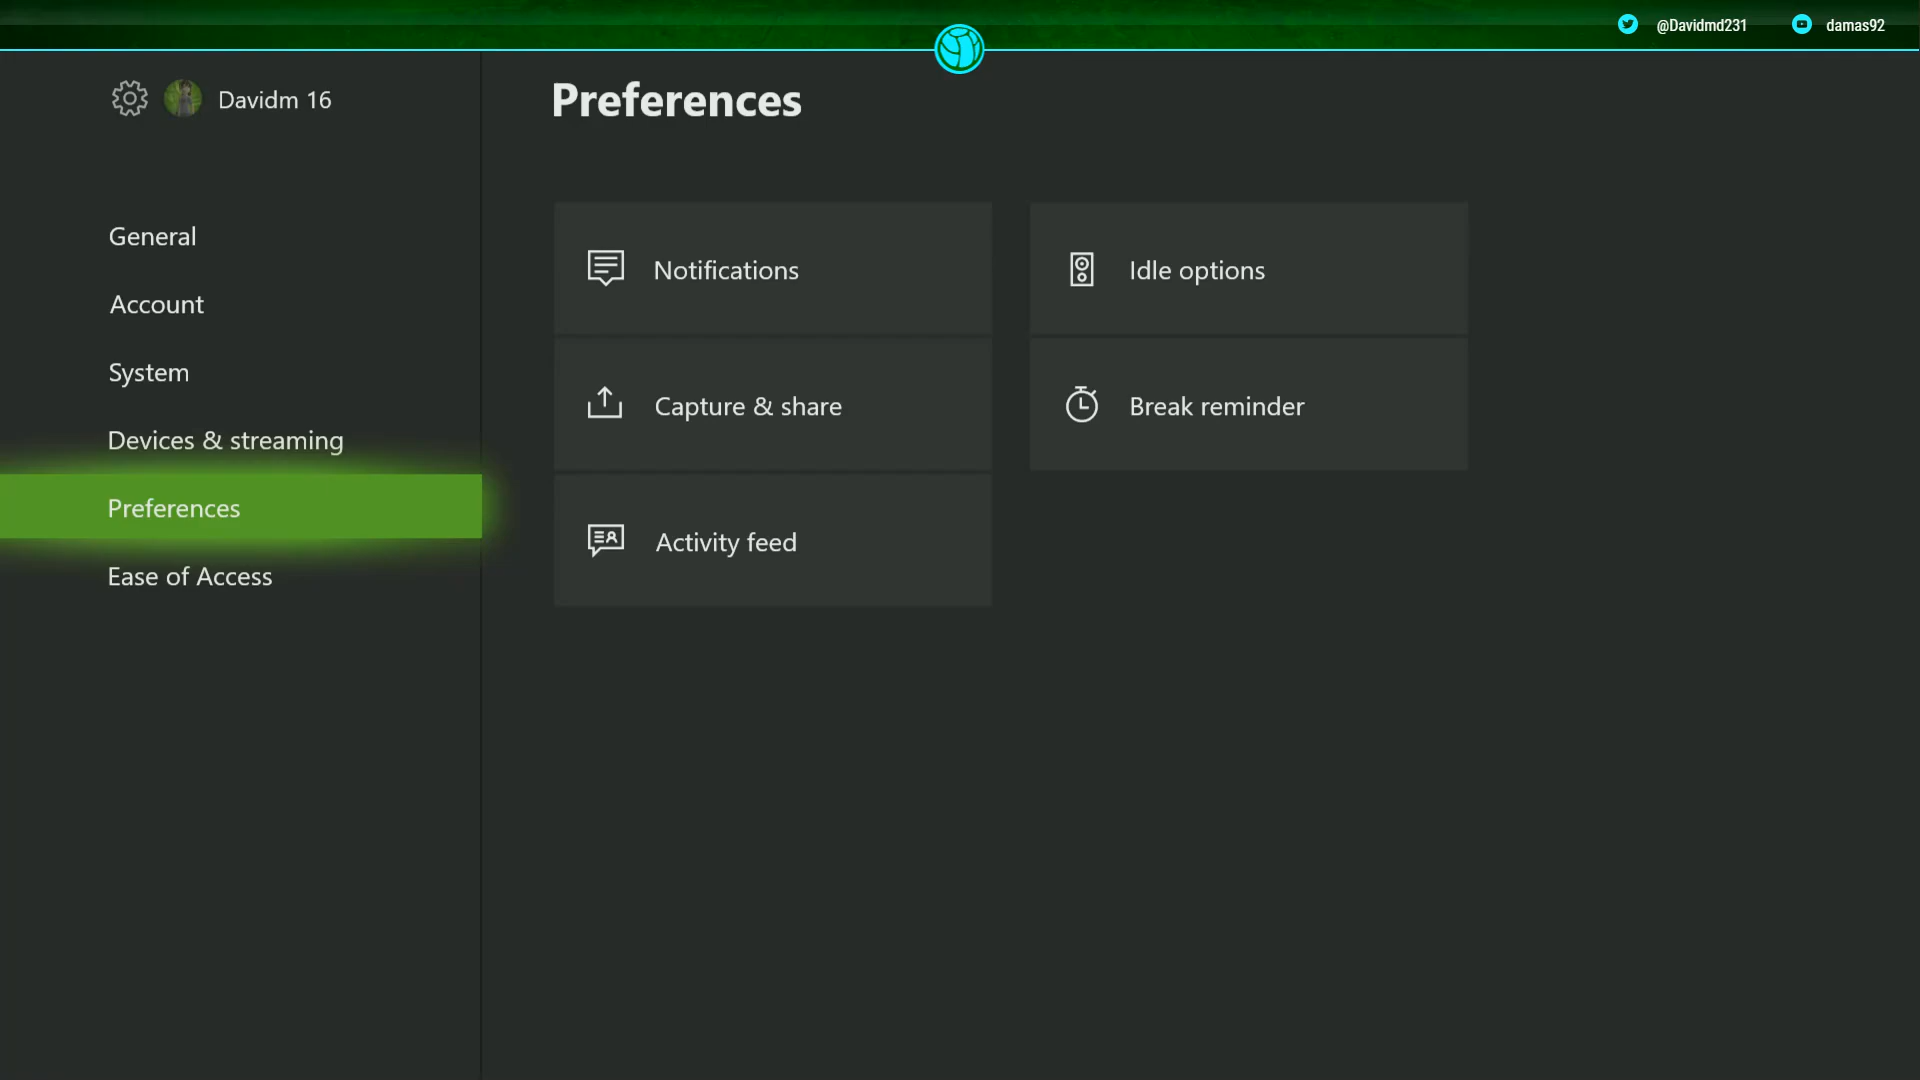 @Davidmd231
damas92
Davidm 16
General
Account
System
Devices & streaming
Preferences
Ease of Access
Preferences
Notifications
Idle options
Capture & share
Break reminder
Activity feed